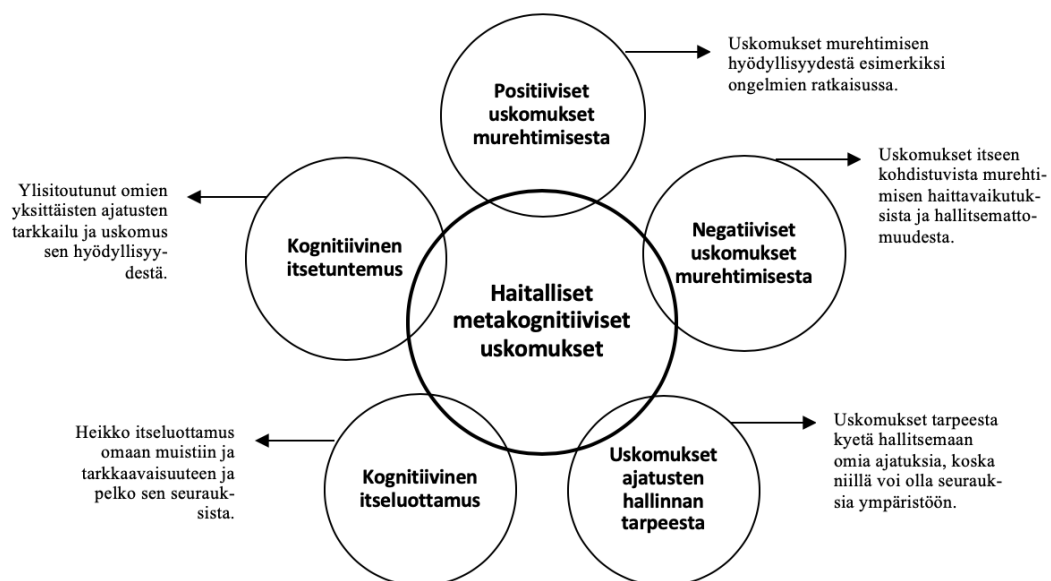 Positiiviset
uskomukset
murehtimisesta
Uskomukset murehtimisen
hyödyllisyydestä esimerkiksi
ongelmien ratkaisussa.
Negatiiviset
uskomukset
murehtimisesta
Uskomukset itseen
kohdistuvista murehti-
misen haittavaikutuk-
sista ja hallitsematto-
muudesta.
Ylisitoutunut omien
yksittäisten ajatusten
tarkkailu ja uskomus
sen hyödyllisyy-
destä.
Kognitiivinen
itsetuntemus
Haitalliset
metakognitiiviset
uskomukset
Heikko itseluottamus
omaan muistiin ja
tarkkaavaisuuteen ja
pelko sen seurauk-
sista.
Kognitiivinen
itseluottamus
Uskomukset
ajatusten
hallinnan
tarpeesta
Uskomukset tarpeesta
kyetä hallitsemaan
omia ajatuksia, koska
niillä voi olla seurauk-
sia ympäristöön.